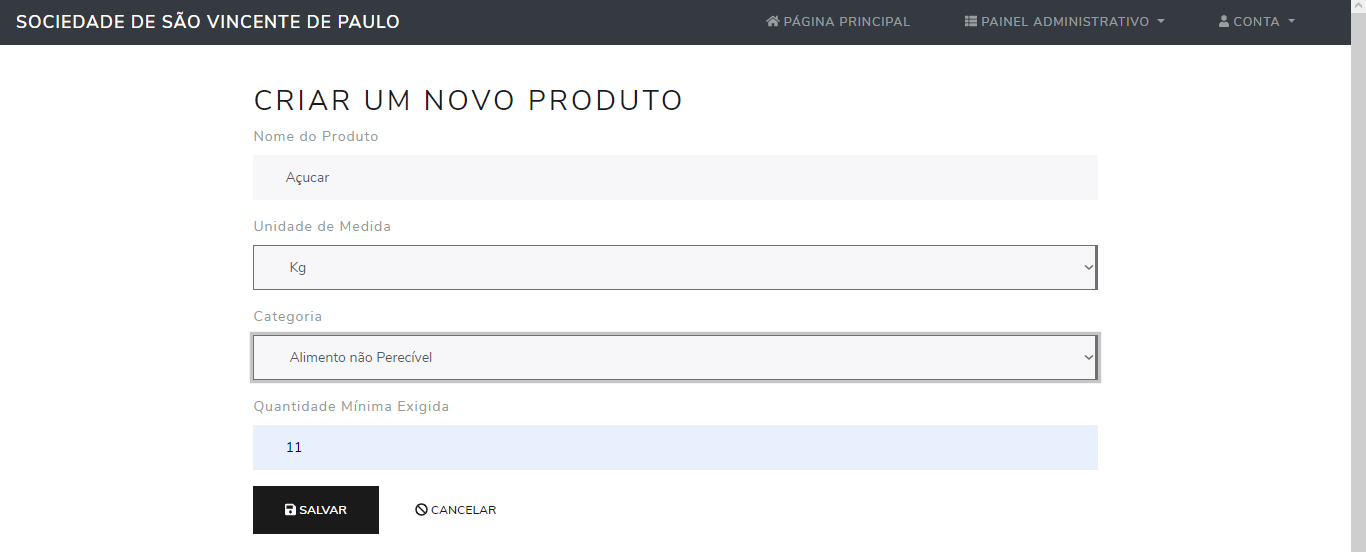 SOCIEDADE DE SÃO VINCENTE DE PAULO
PÁGINA PRINCIPAL
PAINEL ADMINISTRATIVO
CONTA
CRIAR UM NOVO PRODUTO
Nome do Produto
Açucar
Unidade de Medida
Kg
Categoria
Alimento não Perecível
Quantidade Mínima Exigida
11
SALVAR
CANCELAR